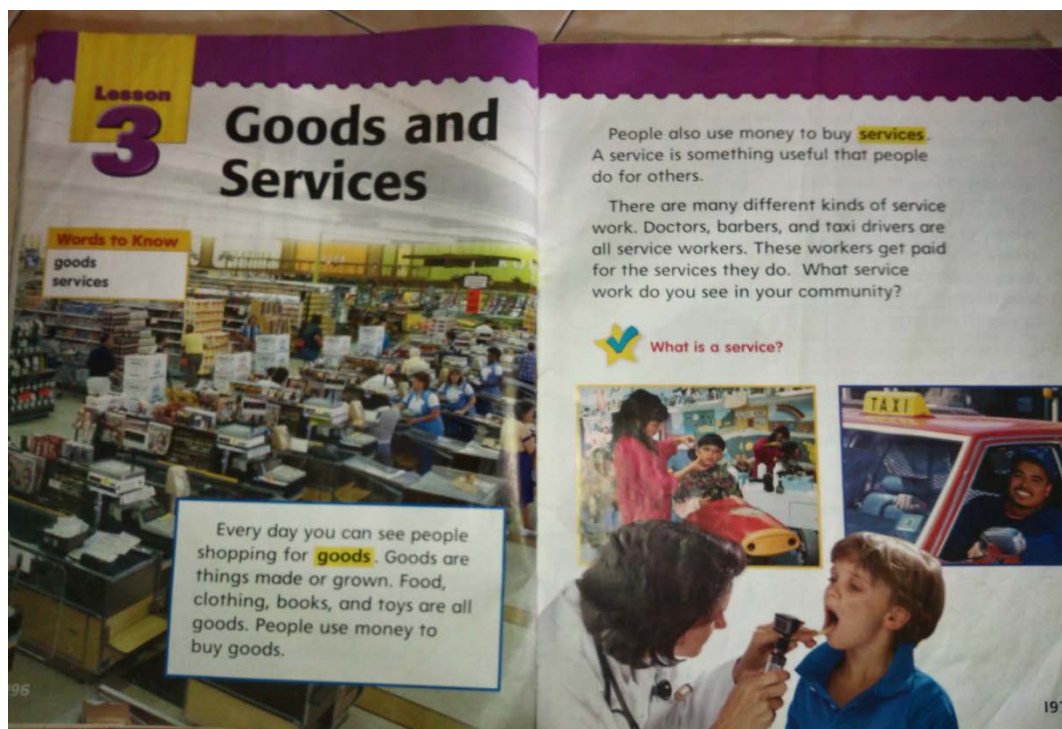 Lesson
3
Goods and
Services
Words to Know
goods
services
Every day you can see people
shopping for goods. Goods are
things made or grown. Food,
clothing, books, and toys are all
goods. People use money to
buy goods.
96
People also use money to buy services.
A service is something useful that people
do for others.
There are many different kinds of service
work. Doctors, barbers, and taxi drivers are
all service workers. These workers get paid
for the services they do. What service
work do you see in your community?
What is a service?
TAXI
197